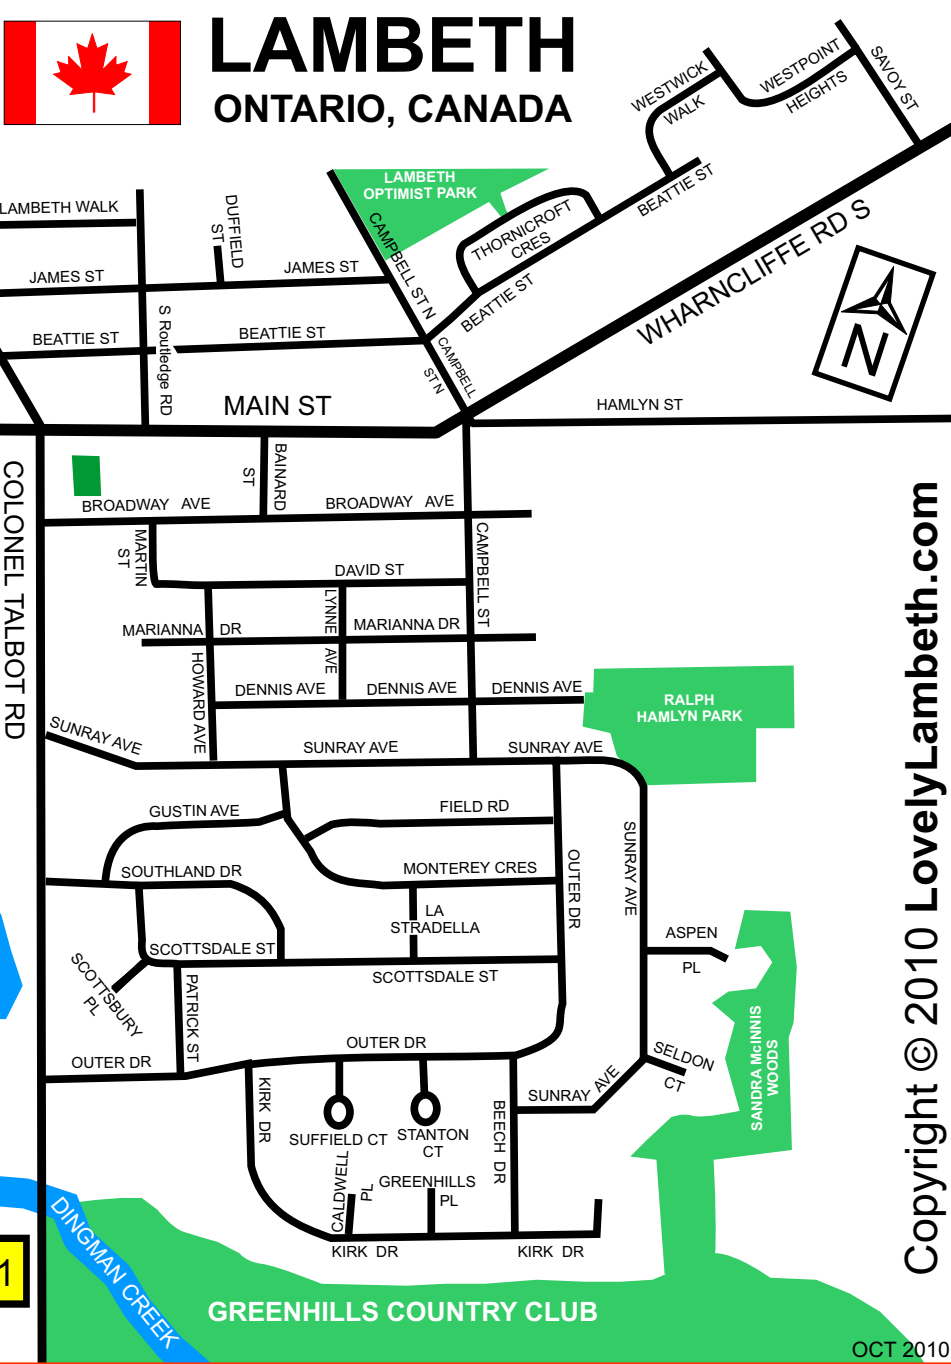 LAMBETH
ONTARIO, CANADA
WESTWICK
WALK
WESTPOINT
HEIGHTS
SAVOY ST
LAMBETH
OPTIMIST PARK
LAMBETH WALK
DUFFIELD
ST
CAMPBELL ST N
THORNICROFT
CRES
BEATTIE ST
WHARNCLIFFE RD S
JAMES ST
JAMES ST
BEATTIE ST
BEATTIE ST
BEATTIE ST
S Routledge RD
CAMPBELL
ST N
N
MAIN ST
HAMLYN ST
COLONEL TALBOT RD
BAINARD
ST
BROADWAY AVE
BROADWAY AVE
MARTIN
ST
DAVID ST
CAMPBELL ST
LYNNE AVE
MARIANNA DR
MARIANNA DR
HOWARD AVE
DENNIS AVE
DENNIS AVE
DENNIS AVE
RALPH
HAMLYN PARK
SUNRAY AVE
SUNRAY AVE
SUNRAY AVE
GUSTIN AVE
FIELD RD
SUNRAY AVE
OUTER DR
SOUTHLAND DR
MONTEREY CRES
LA
STRADELLA
ASPEN
PL
SCOTTSDALE ST
SCOTTSDALE ST
SCOTTSBURY
PL
PATRICK ST
OUTER DR
OUTER DR
SELDON
CT
SANDRA McINNIS
WOODS
KIRK DR
SUNRAY AVE
BEECH DR
SUFFIELD CT
STANTON
CT
CALDWELL
PL
GREENHILLS
PL
KIRK DR
KIRK DR
DINGMAN CREEK
1
GREENHILLS COUNTRY CLUB
Copyright © 2010 LovelyLambeth.com
OCT 2010